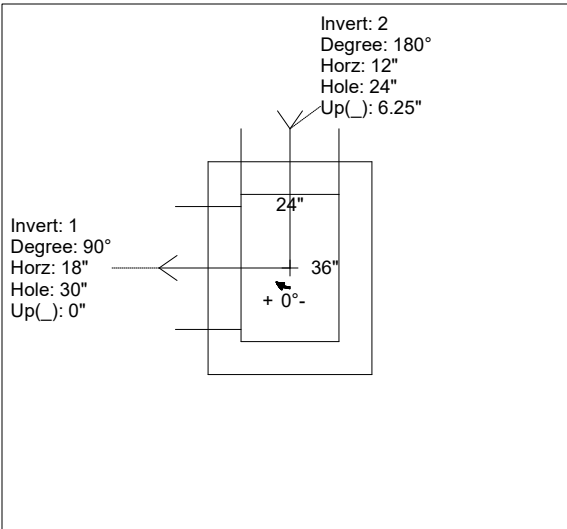 Invert: 2
Degree: 180°
Horz: 12"
Hole: 24"
Up(_): 6.25"
24"
Invert: 1
Degree: 90°
Horz: 18"
Hole: 30"
Up(_): 0"
36"
+ 0°-